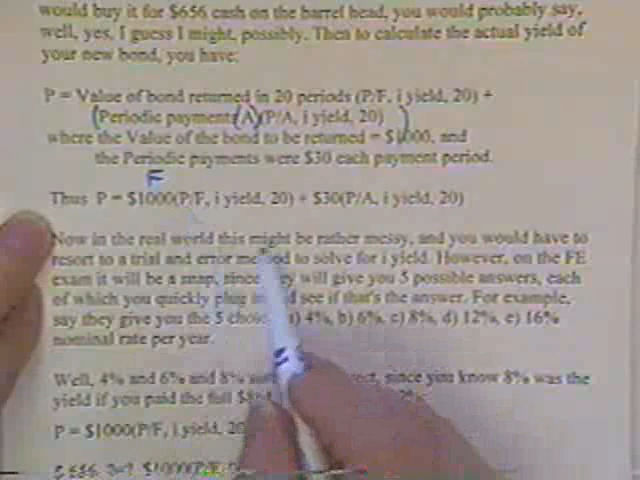 would buy it for $656 cash on the barrel head, you would probably say,
well, yes, I guess I might, possibly. Then to calculate the actual yield of
your new bond, you have:
P = Value of bond returned in 20 periods (P/F, i yield, 20) +
(Periodic payments(A)(P/A, i yield, 20) )
where the Value of the bond to be returned = $1000, and
the Periodic payments were $30 each payment period.
F
Thus P = $1000(P/F, i yield, 20) + $30(P/A, i yield, 20)
Now in the real world this might be rather messy, and you would have to
resort to a trial and error method to solve for i yield. However, on the FE
exam it will be a snap, since they will give you 5 possible answers, each
of which you quickly plug in and see if that's the answer. For example,
say they give you the 5 choic a) 4%, b) 6%, c) 8%, d) 12%, e) 16%
nominal rate per year.
Well, 4% and 6% and 8% since you know 8% was the
yield if you paid the full
P = $1000(P/F, i yield, 20
$1000(P/F,